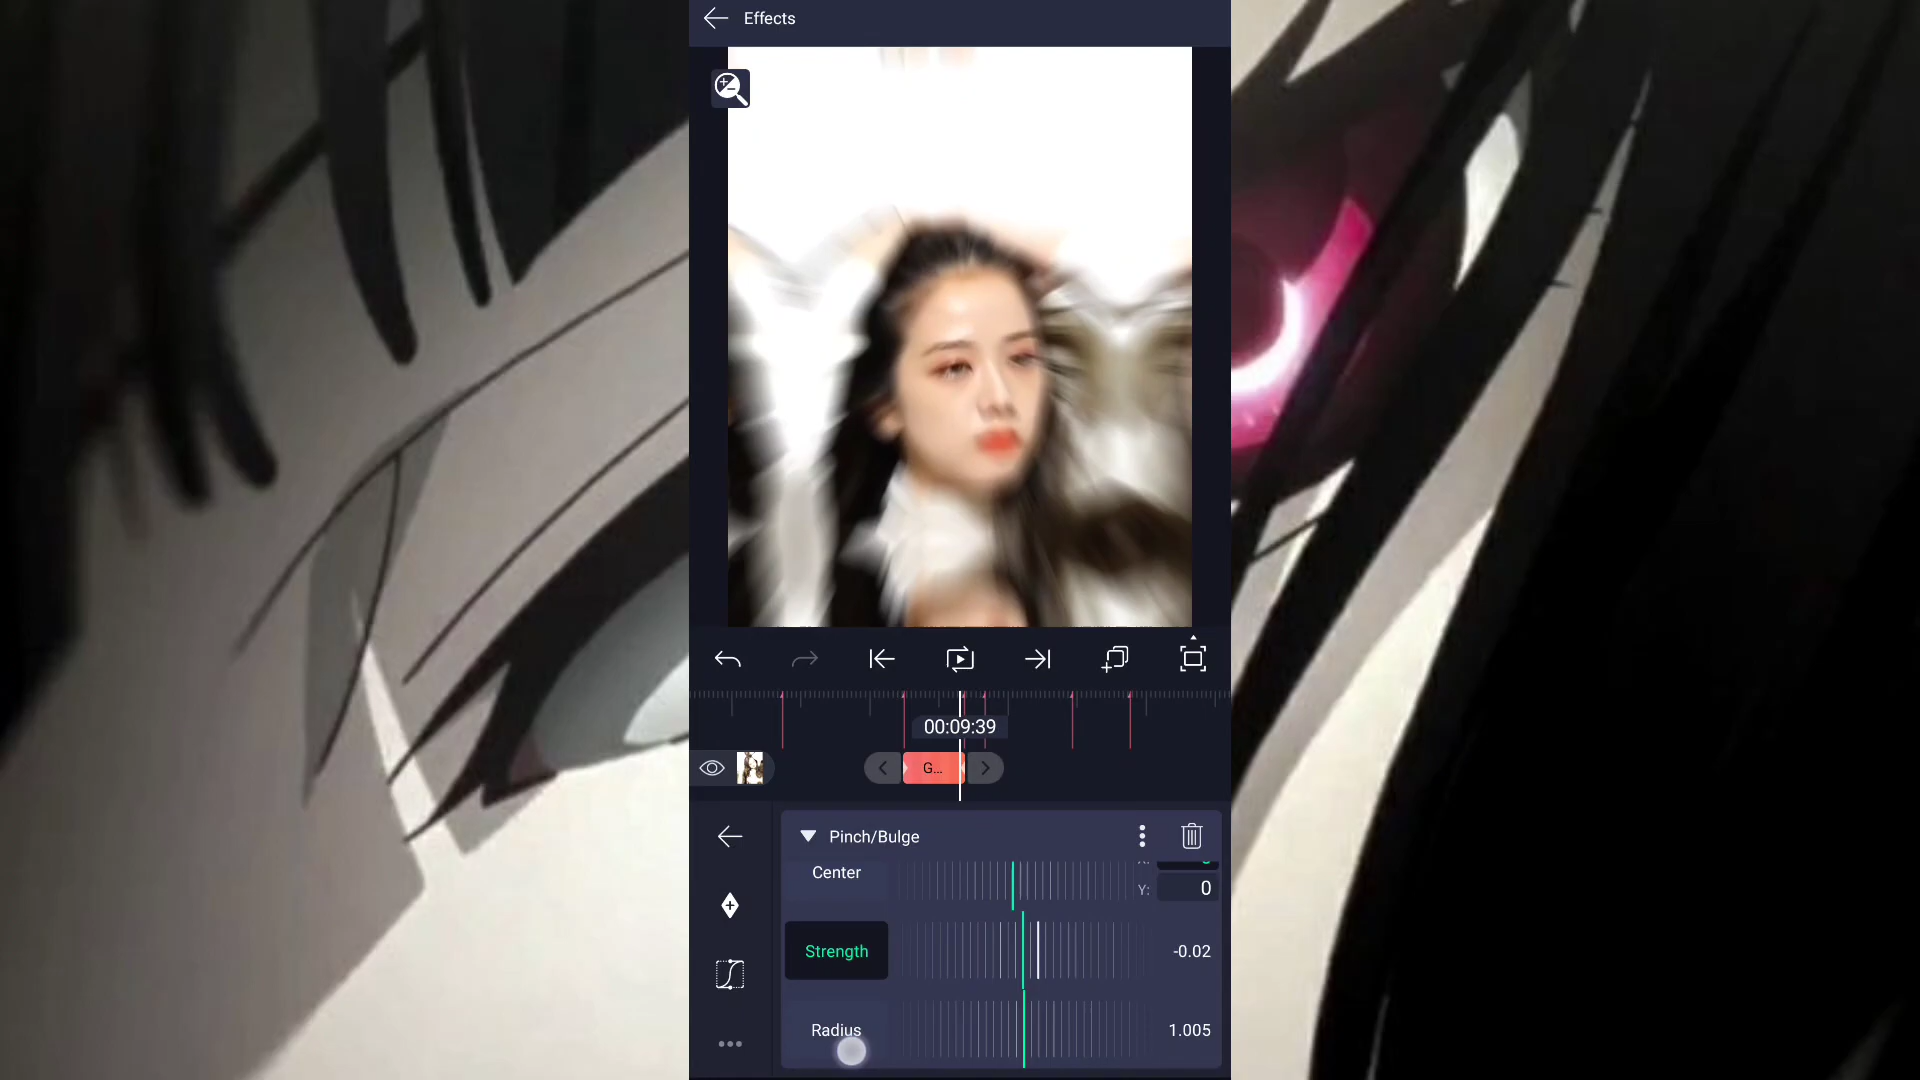 Effects
00:09:39
G...
Pinch/Bulge
Center
Y: 0
Strength -0.02
Radius 1.005